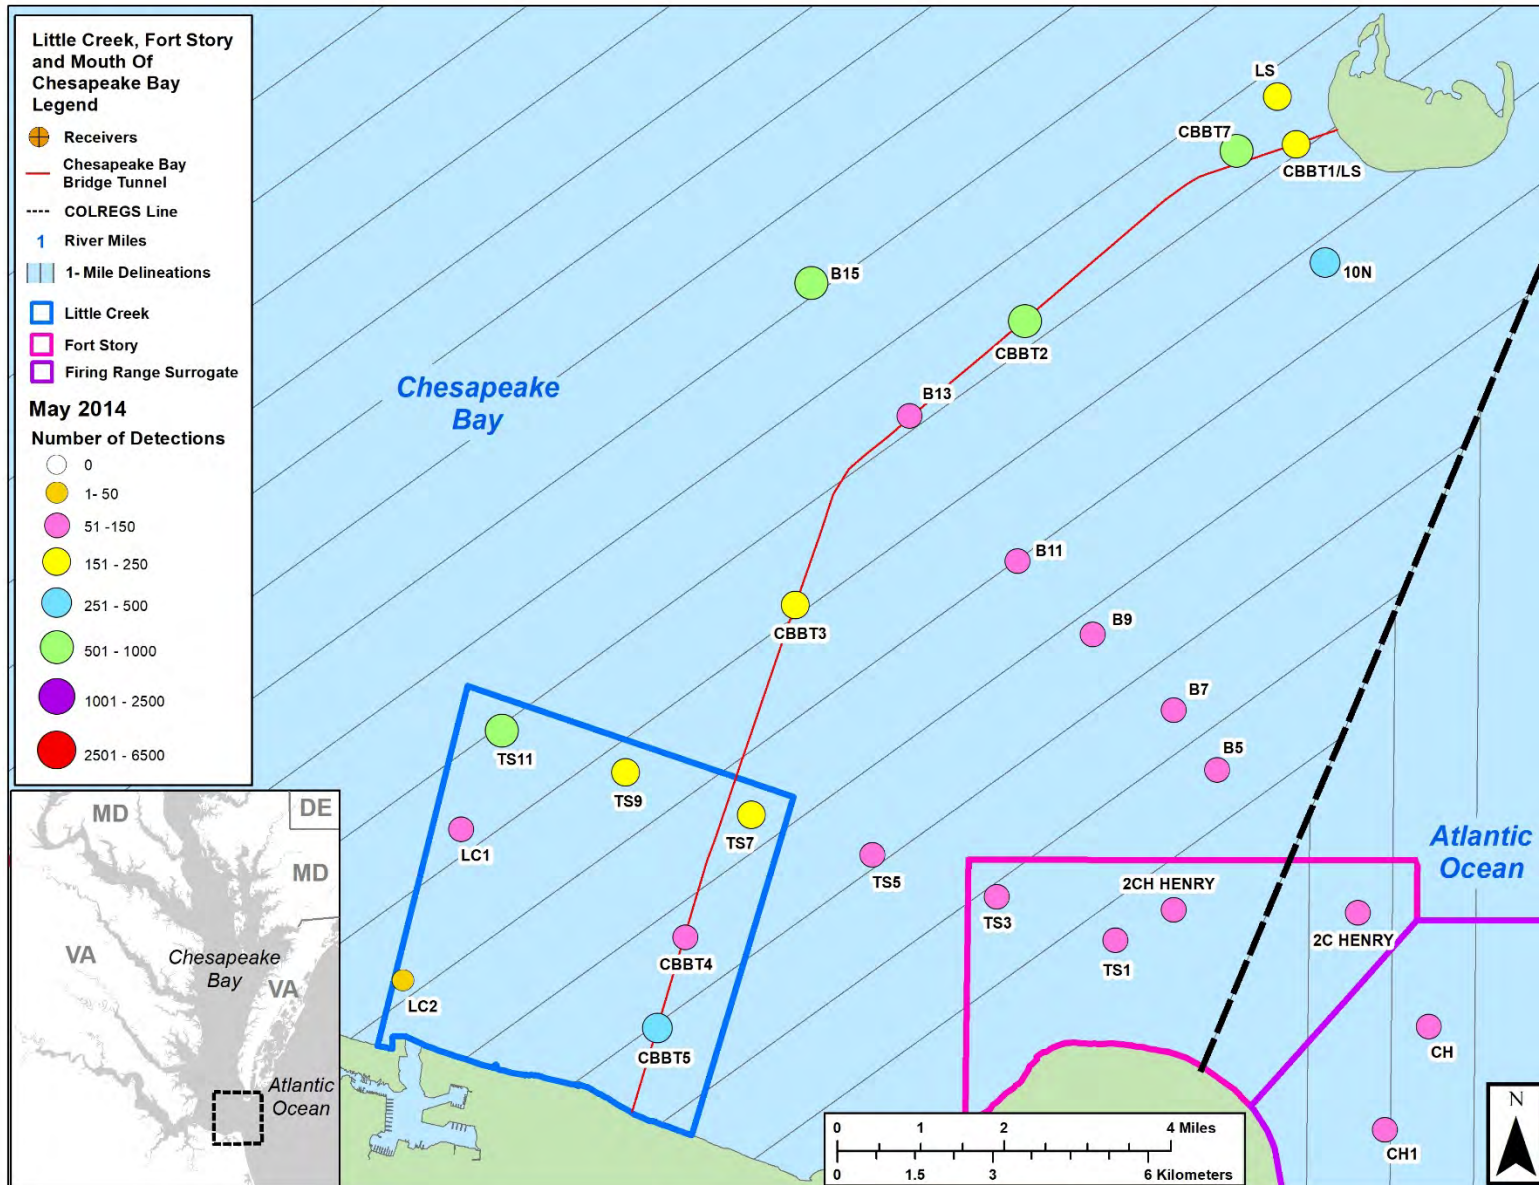 Little Creek, Fort Story
and Mouth Of
Chesapeake Bay
Legend
Receivers
Chesapeake Bay
Bridge Tunnel
COLREGS Line
1 River Miles
1- Mile Delineations
Little Creek
Fort Story
Firing Range Surrogate
May 2014
Number of Detections
0
1- 50
51 -150
151 - 250
251 - 500
501 - 1000
1001 - 2500
2501 - 6500
LS
CBBT7
CBBT1/LS
10N
B15
CBBT2
B13
Chesapeake
Bay
B11
CBBT3
B9
B7
B5
TS11
TS9
TS7
LC1
TS5
TS3
2CH HENRY
TS1
2C HENRY
Atlantic
Ocean
CBBT4
LC2
CBBT5
CH
CH1
MD
DE
MD
VA
Chesapeake
Bay
VA
Atlantic
Ocean
0 1 2 4 Miles
0 1.5 3 6 Kilometers
N